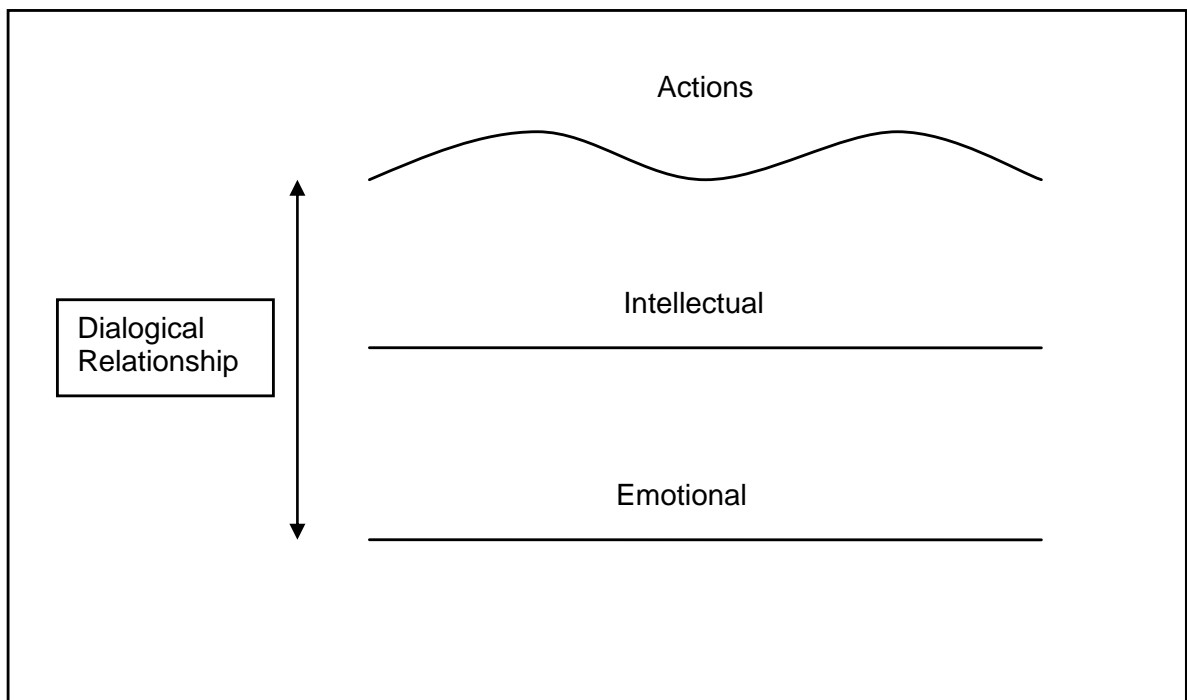 Actions
Intellectual
Dialogical
Relationship
Emotional